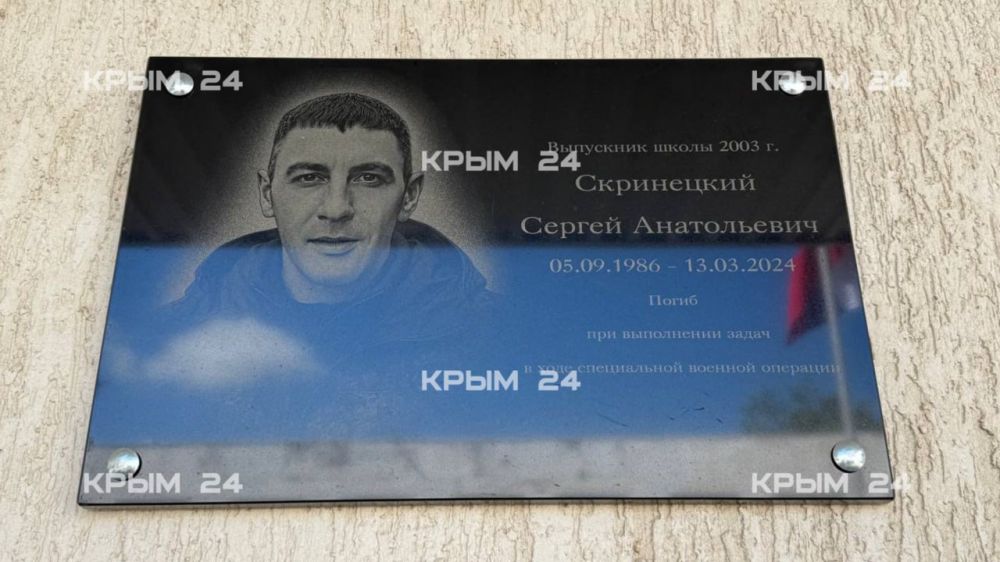 КРЫМ 24
КРЫМ 24
Выпускник школы 2003 г.
КРЫМ 24
Скринецкий
Сергей Анатольевич
05.09.1986 - 13.03.2024
Погиб
при выполнении задач
в ходе специальной военной операции
КРЫМ 24
КРЫМ 24
КРЫМ 24